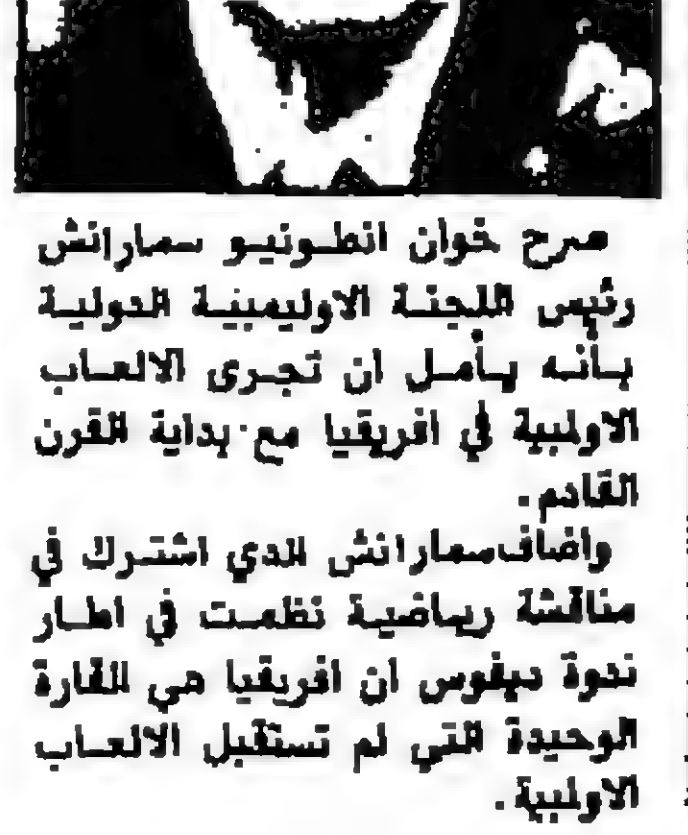 صرح خوان انطونيو سمارانش
رئيس اللجنة الاوليمبية الدولية
بأنه يأمل ان تجرى الالعاب
الاولمبية في افريقيا مع بداية القرن
القادم.
واضاف سمارانش الدي اشترك في
مناقشة رياضية نظمت في اطار
ندوة ديفوس ان افريقيا هي القارة
الوحيدة التي لم تستقبل الالعاب
الاولمبية.